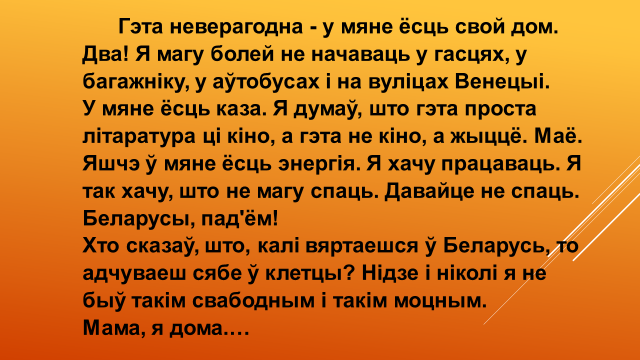 Гэта неверагодна - у мяне ёсць свой дом.
Два! Я магу болей не начаваць у гасцях, у
багажніку, у аўтобусах і на вуліцах Венецыі.
У мяне ёсць каза. Я думаў, што гэта проста
літаратура ці кіно, а гэта не кіно, а жыццё. Маё.
Яшчэ ў мяне ёсць энергія. Я хачу працаваць. Я
так хачу, што не магу спаць. Давайце не спаць.
Беларусы, пад'ём!
Хто сказаў, што, калі вяртаешся ў Беларусь, то
адчуваеш сябе ў клетцы? Нідзе і ніколі я не
быў такім свабодным і такім моцным.
Мама, я дома.…